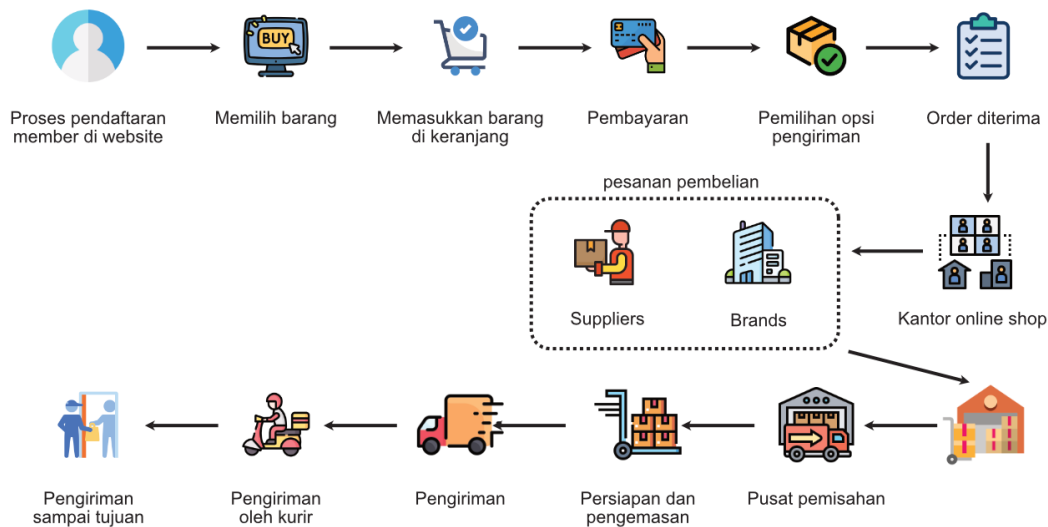 BUY
Proses pendaftaran
member di website
Memilih barang
Memasukkan barang
di keranjang
Pembayaran
Pemilihan opsi
pengiriman
Order diterima
pesanan pembelian
Suppliers
Brands
Kantor online shop
Pengiriman
sampai tujuan
Pengiriman
oleh kurir
Pengiriman
Persiapan dan
pengemasan
Pusat pemisahan